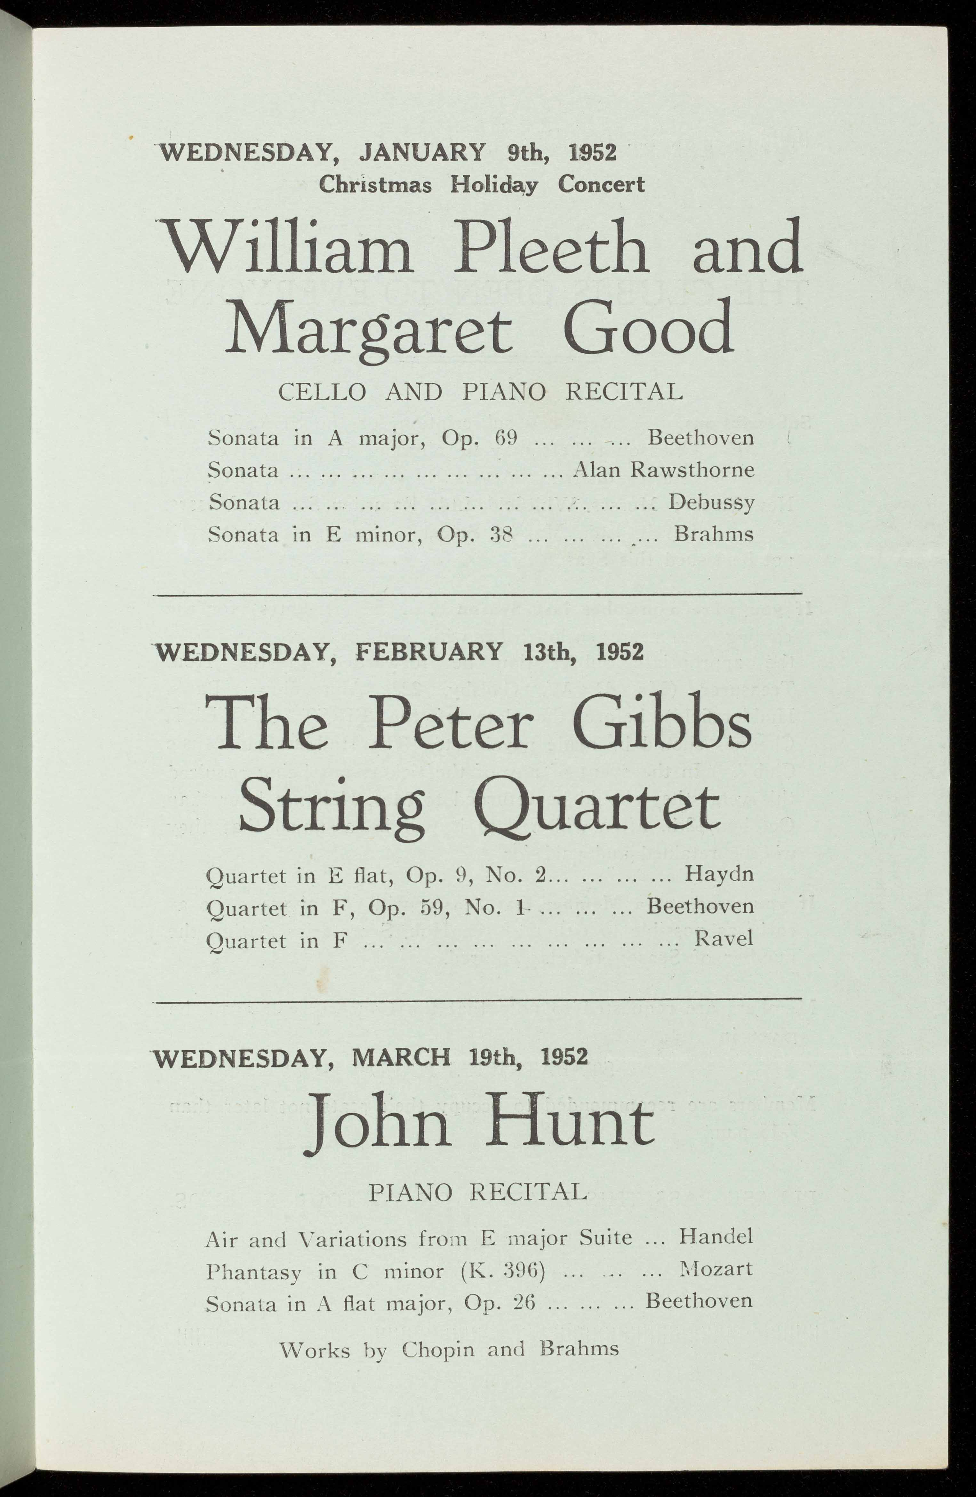 WEDNESDAY, JANUARY 9th, 1952
Christmas Holiday Concert
William Pleeth and
Margaret Good
CELLO AND PIANO RECITAL
Sonata in A major, Op. 69 ... ... ... Beethoven
Sonata ... ... ... ... ... ... ... ... ... Alan Rawsthorne
Sonata ... ... ... ... ... ... ... ... ... ... ... Debussy
Sonata in E minor, Op. 38 ... ... ... ... Brahms
WEDNESDAY, FEBRUARY 13th, 1952
The Peter Gibbs
String Quartet
Quartet in E flat, Op. 9, No. 2... ... ... ... Haydn
Quartet in F, Op. 59, No. 1 ... ... ... Beethoven
Quartet in F ... ... ... ... ... ... ... ... ... Ravel
WEDNESDAY, MARCH 19th, 1952
John Hunt
PIANO RECITAL
Air and Variations from E major Suite ... Handel
Phantasy in C minor (K. 396) ... ... ... Mozart
Sonata in A flat major, Op. 26 ... ... ... Beethoven
Works by Chopin and Brahms